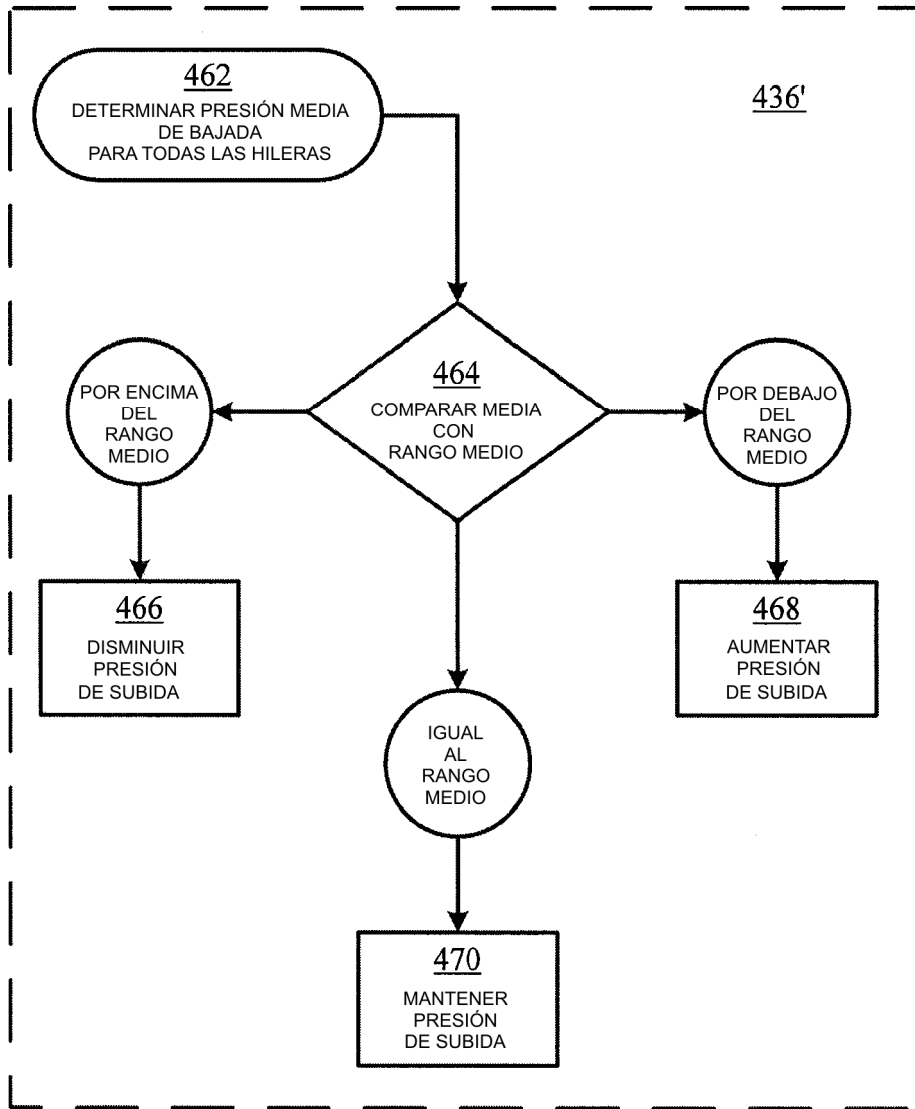 462
DETERMINAR PRESIÓN MEDIA
DE BAJADA
PARA TODAS LAS HILERAS
436'
464
COMPARAR MEDIA
CON
RANGO MEDIO
POR ENCIMA
DEL
RANGO
MEDIO
POR DEBAJO
DEL
RANGO
MEDIO
466
DISMINUIR
PRESIÓN
DE SUBIDA
468
AUMENTAR
PRESIÓN
DE SUBIDA
IGUAL
AL
RANGO
MEDIO
470
MANTENER
PRESIÓN
DE SUBIDA